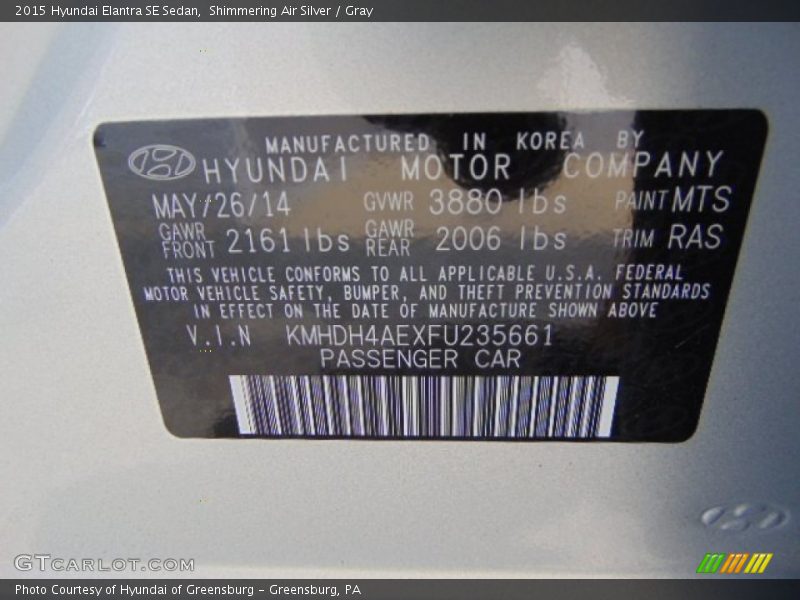 2015 Hyundai Elantra SE Sedan,  Shimmering Air Silver / Gray
MANUFACTURED IN KOREA BY
HYUNDAI MOTOR COMPANY
MAY/26/14 GVWR 3880 lbs PAINT MTS
GAWR FRONT 2161 lbs GAWR REAR 2006 lbs TRIM RAS
THIS VEHICLE CONFORMS TO ALL APPLICABLE U.S.A. FEDERAL
MOTOR VEHICLE SAFETY, BUMPER, AND THEFT PREVENTION STANDARDS
IN EFFECT ON THE DATE OF MANUFACTURE SHOWN ABOVE
V.I.N KMHDH4AEXFU235661
PASSENGER CAR
GTCARLOT.COM
Photo Courtesy of Hyundai of Greensburg - Greensburg, PA